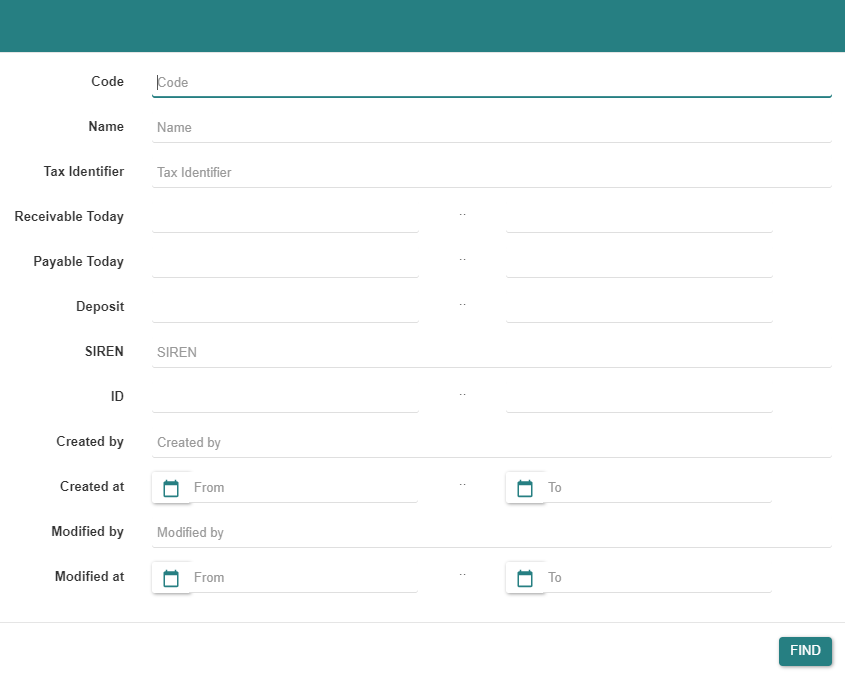 Code Code
Name Name
Tax Identifier Tax Identifier
Receivable Today ..
Payable Today ..
Deposit ..
SIREN SIREN
ID ..
Created by Created by
Created at From .. To
Modified by Modified by
Modified at From .. To
FIND